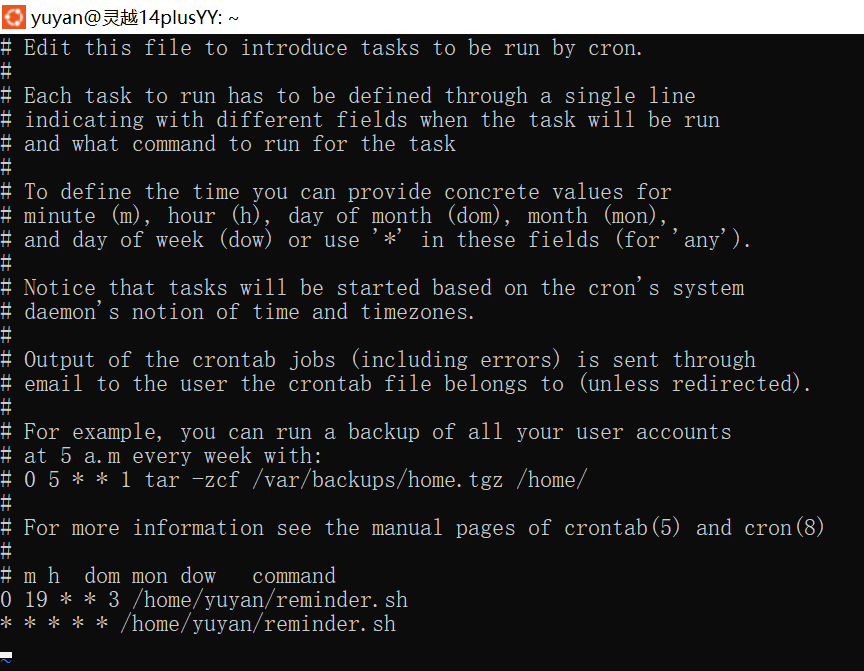 yuyan@灵越14plusYY: ~
# Edit this file to introduce tasks to be run by cron.
#
# Each task to run has to be defined through a single line
# indicating with different fields when the task will be run
# and what command to run for the task
#
# To define the time you can provide concrete values for
# minute (m), hour (h), day of month (dom), month (mon),
# and day of week (dow) or use '*' in these fields (for 'any').
#
# Notice that tasks will be started based on the cron's system
# daemon's notion of time and timezones.
#
# Output of the crontab jobs (including errors) is sent through
# email to the user the crontab file belongs to (unless redirected).
#
# For example, you can run a backup of all your user accounts
# at 5 a.m every week with:
# 0 5 * * 1 tar -zcf /var/backups/home.tgz /home/
#
# For more information see the manual pages of crontab(5) and cron(8)
#
# m h  dom mon dow   command
0 19 * * 3 /home/yuyan/reminder.sh
* * * * * /home/yuyan/reminder.sh
~